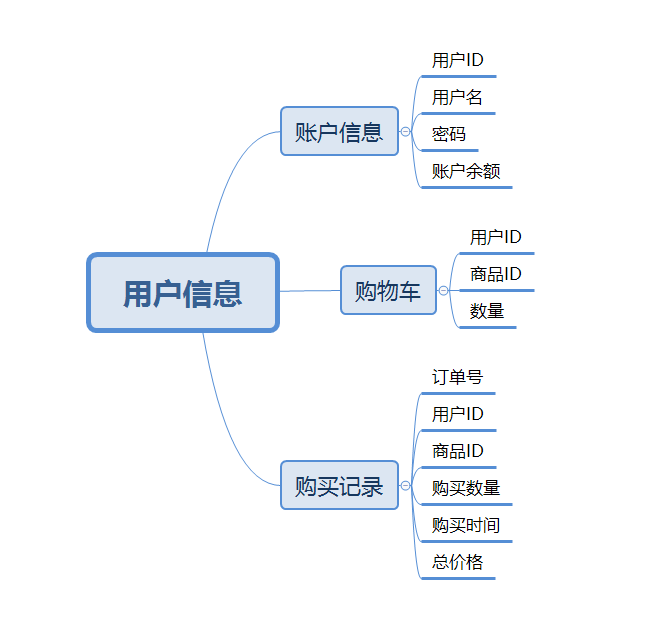 用户信息
账户信息
用户ID
用户名
密码
账户余额
购物车
用户ID
商品ID
数量
购买记录
订单号
用户ID
商品ID
购买数量
购买时间
总价格